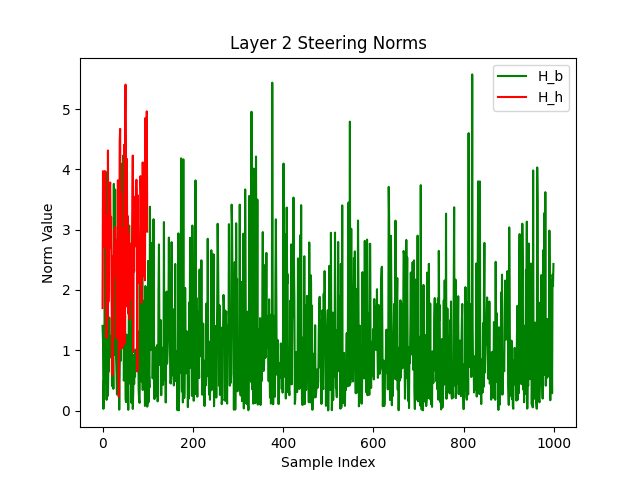 Layer 2 Steering Norms
H_b
H_h
Norm Value
5
4
3
2
1
0
0 200 400 600 800 1000
Sample Index